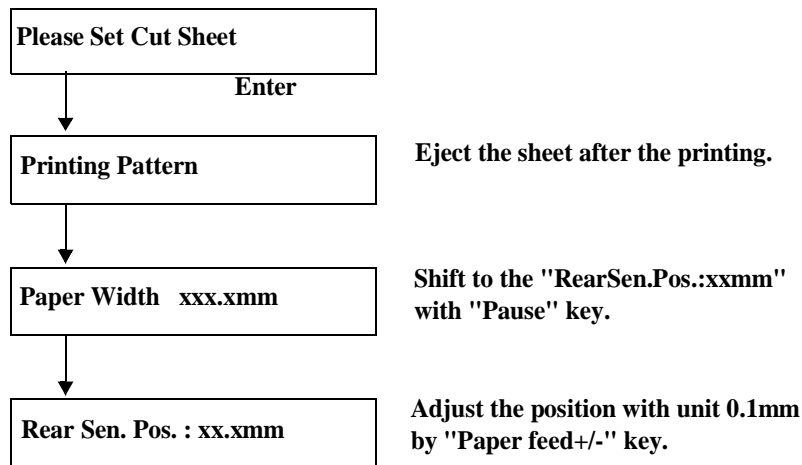 Please Set Cut Sheet
Enter
Printing Pattern
Eject the sheet after the printing.
Paper Width   xxx.xmm
Shift to the "RearSen.Pos.:xxmm"
with "Pause" key.
Rear Sen. Pos. : xx.xmm
Adjust the position with unit 0.1mm
by "Paper feed+/-" key.